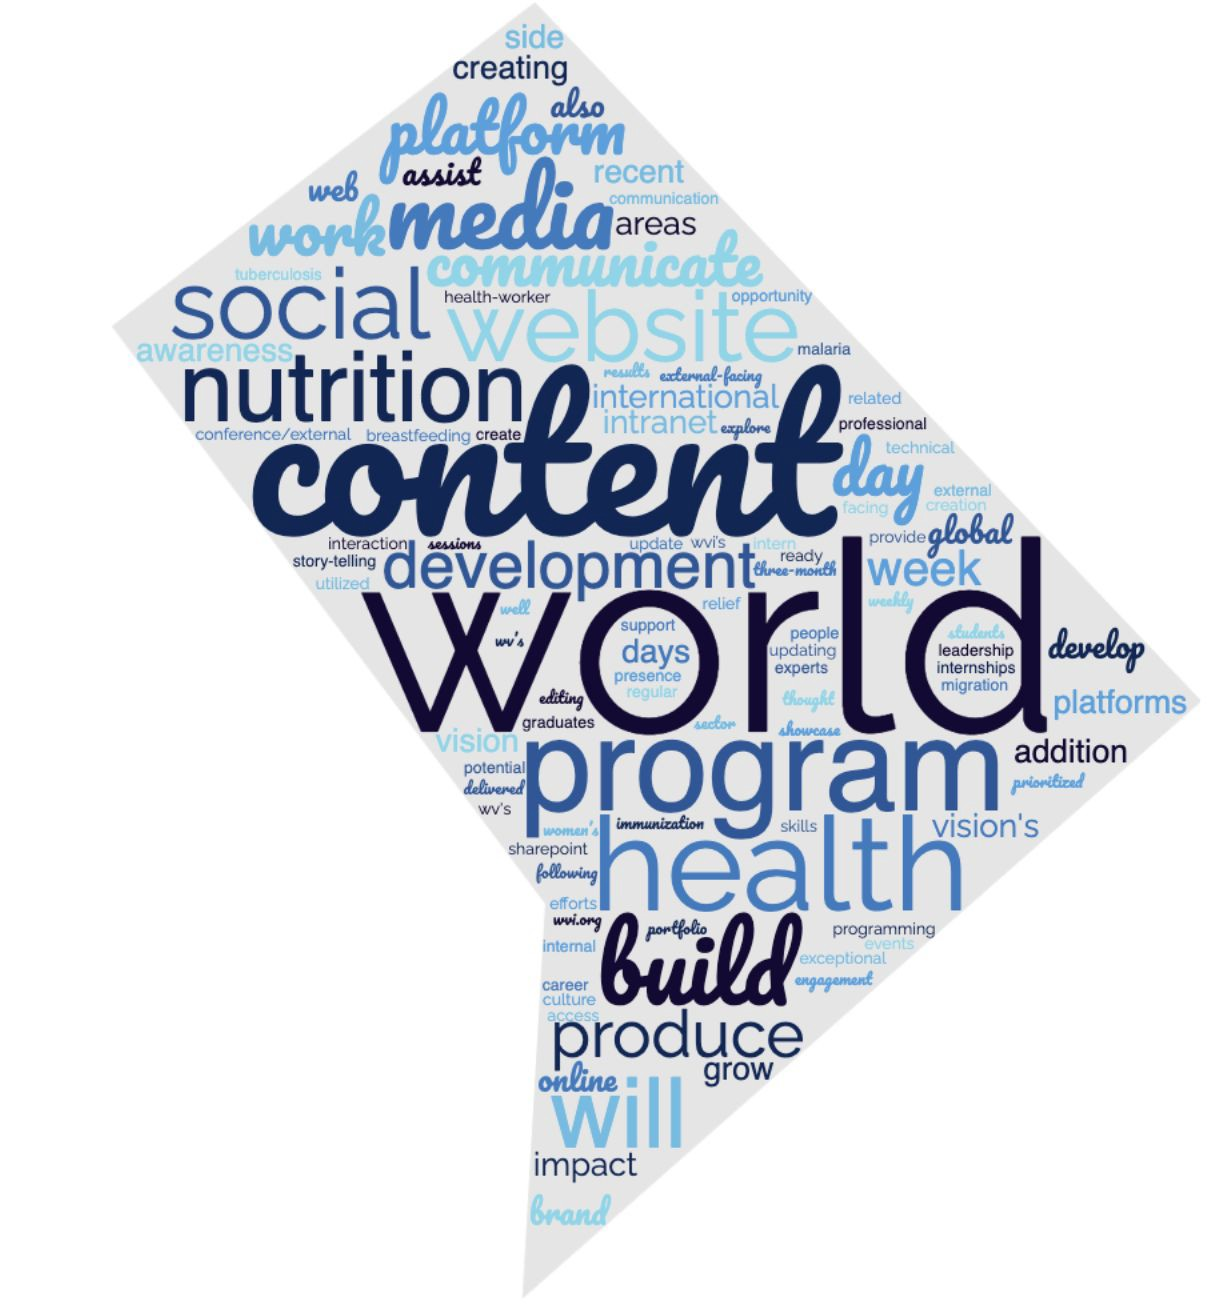 side
creating
also
platform
assist
recent
web
communication
work
media
areas
communicate
tuberculosis
social
health-worker
opportunity
website
awareness
malaria
nutrition
results
external-facing
international
related
content
intranet
explore
professional
conference/external
breastfeeding
create
technical
day
external
facing
creation
interaction
sessions
update
wvi's
intern
provide
global
story-telling
development
ready
three-month
week
utilized
well
relief
weekly
world
wv's
support
people
students
days
updating
leadership
develop
presence
experts
internships
regular
migration
editing
thought
platforms
graduates
sector
showcase
vision
program
addition
potential
delivered
prioritized
wv's
women's
immunization
skills
vision's
sharepoint
health
following
efforts
wvi.org
portfolio
programming
internal
build
events
exceptional
career
engagement
culture
access
produce
grow
online
will
impact
brand